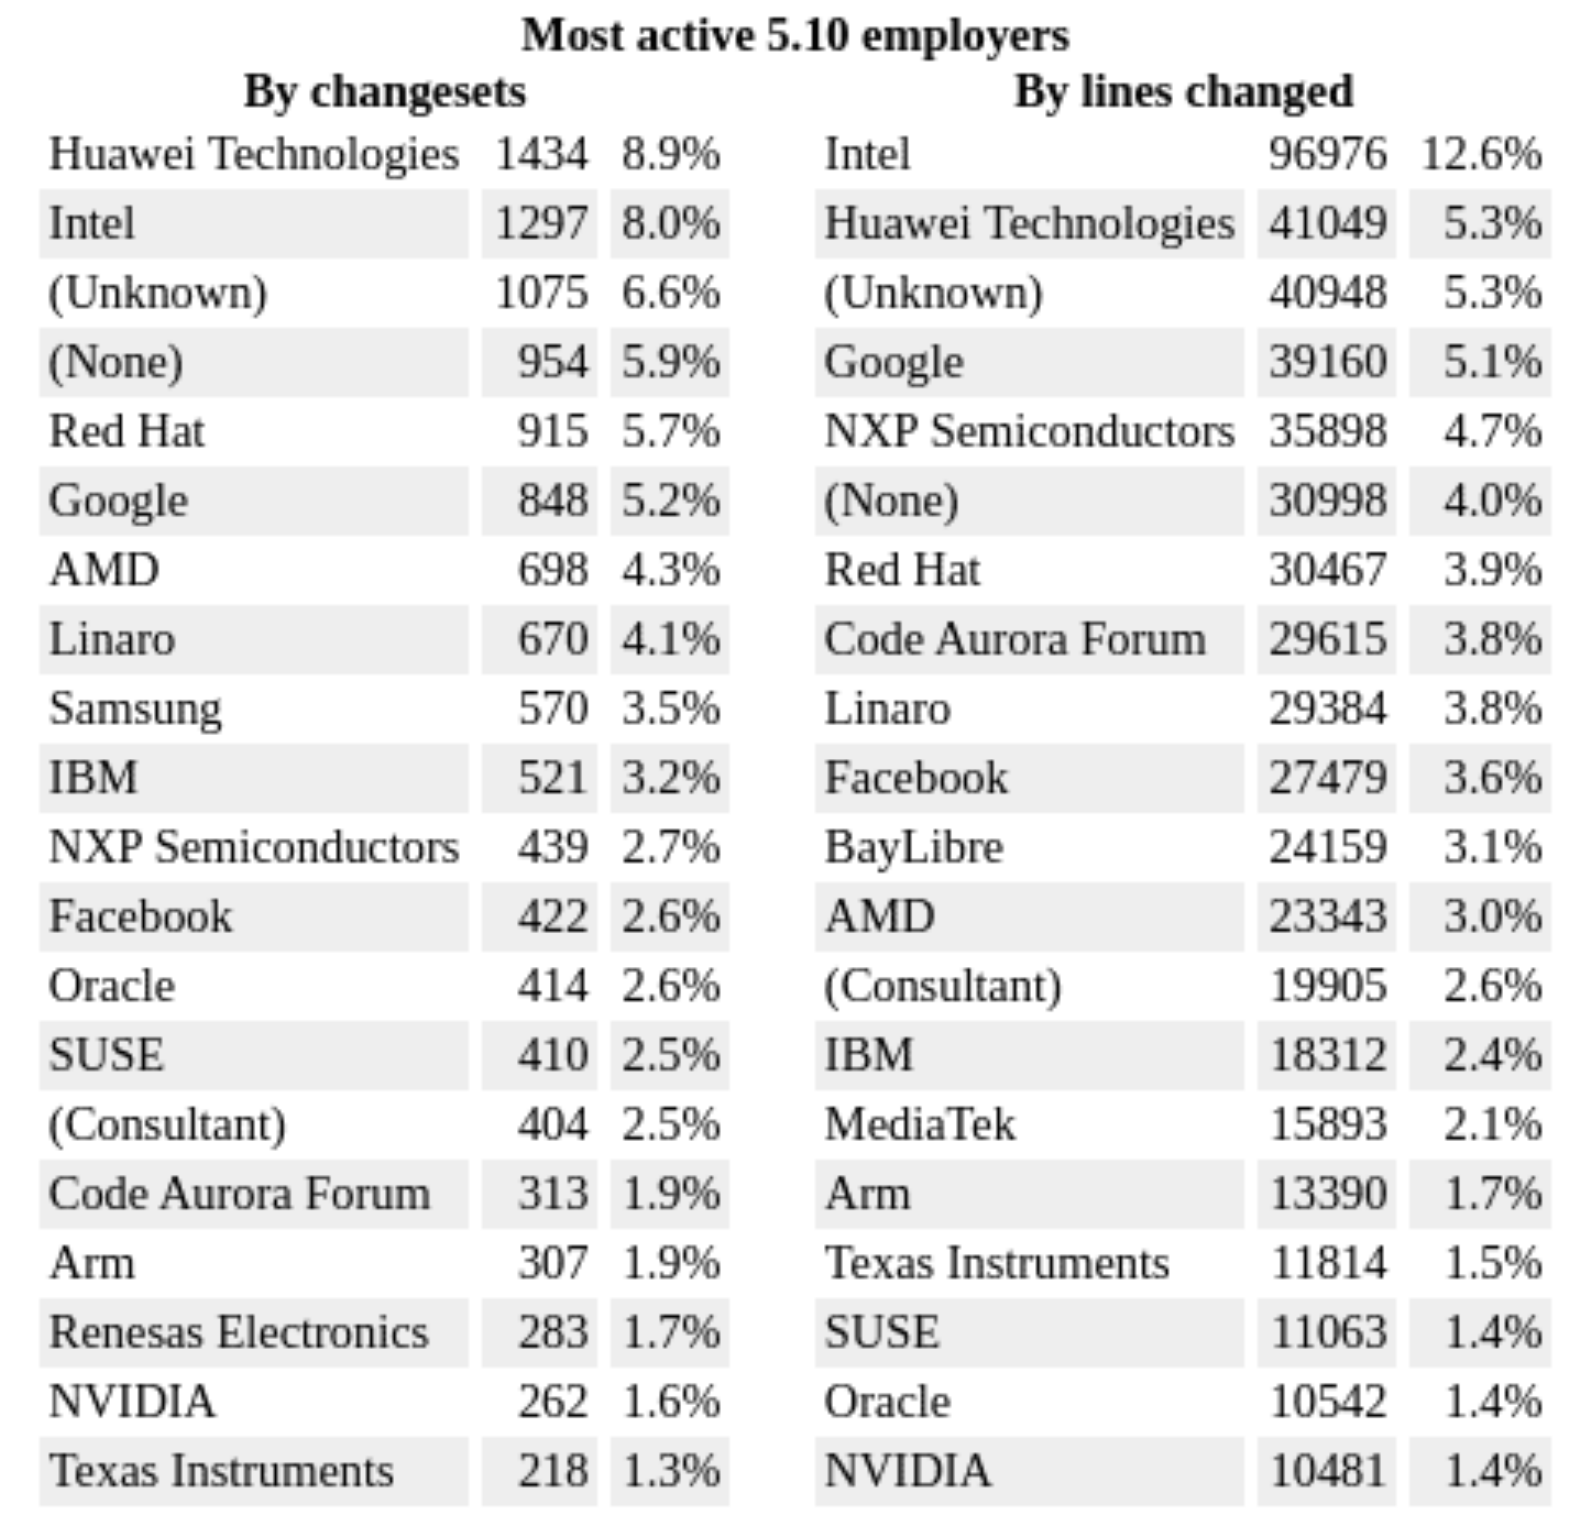 Most active 5.10 employers
By changesets By lines changed
Huawei Technologies 1434 8.9% Intel 96976 12.6%
Intel 1297 8.0% Huawei Technologies 41049 5.3%
(Unknown) 1075 6.6% (Unknown) 40948 5.3%
(None) 954 5.9% Google 39160 5.1%
Red Hat 915 5.7% NXP Semiconductors 35898 4.7%
Google 848 5.2% (None) 30998 4.0%
AMD 698 4.3% Red Hat 30467 3.9%
Linaro 670 4.1% Code Aurora Forum 29615 3.8%
Samsung 570 3.5% Linaro 29384 3.8%
IBM 521 3.2% Facebook 27479 3.6%
NXP Semiconductors 439 2.7% BayLibre 24159 3.1%
Facebook 422 2.6% AMD 23343 3.0%
Oracle 414 2.6% (Consultant) 19905 2.6%
SUSE 410 2.5% IBM 18312 2.4%
(Consultant) 404 2.5% MediaTek 15893 2.1%
Code Aurora Forum 313 1.9% Arm 13390 1.7%
Arm 307 1.9% Texas Instruments 11814 1.5%
Renesas Electronics 283 1.7% SUSE 11063 1.4%
NVIDIA 262 1.6% Oracle 10542 1.4%
Texas Instruments 218 1.3% NVIDIA 10481 1.4%